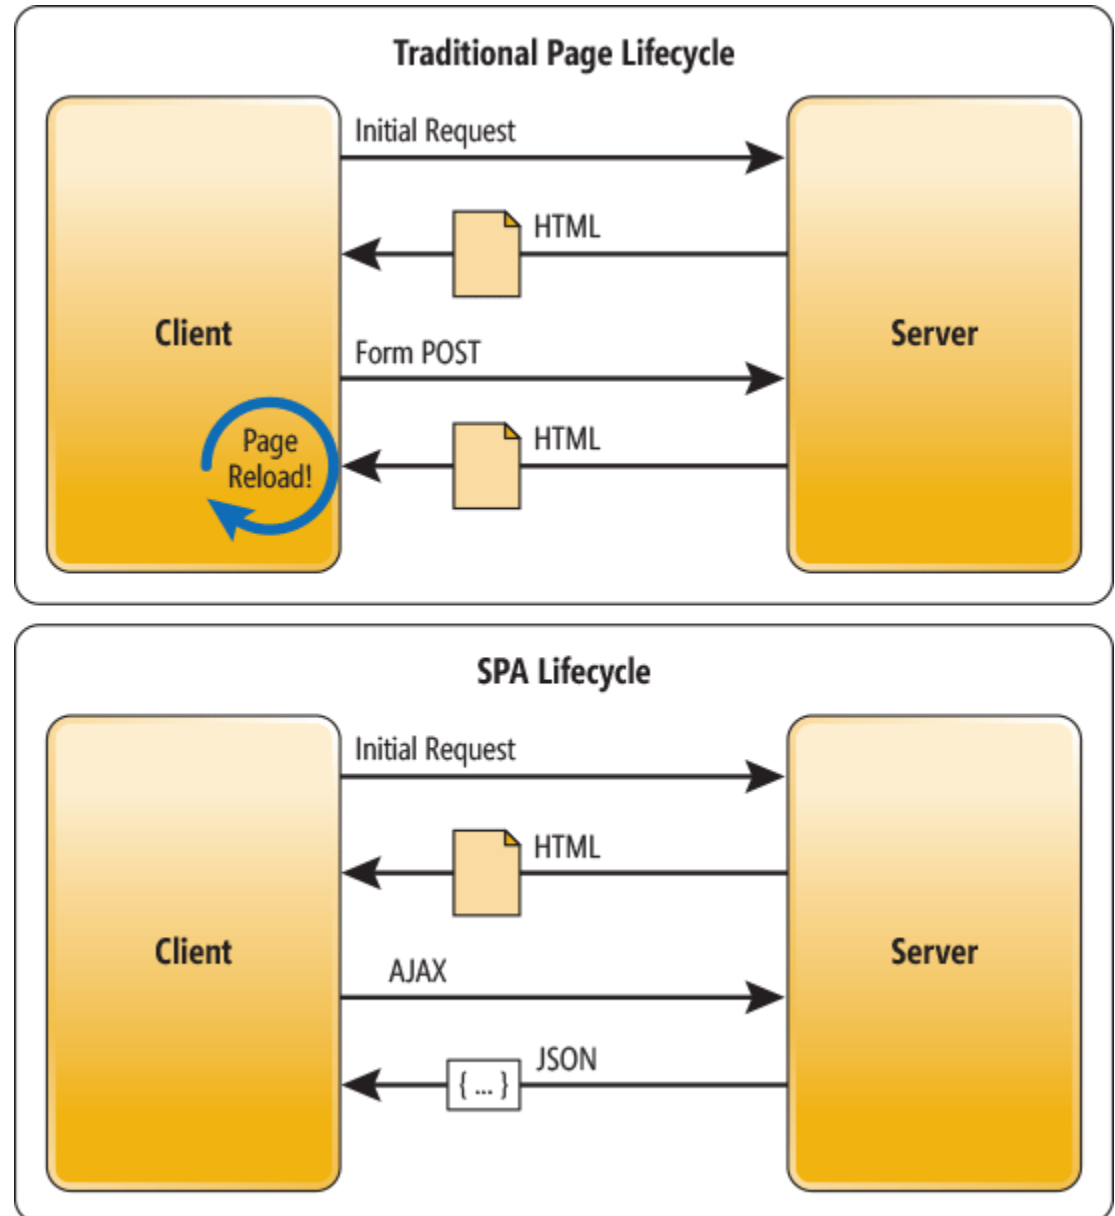 Traditional Page Lifecycle
Initial Request
HTML
Client
Server
Form POST
HTML
Page
Reload!
SPA Lifecycle
Initial Request
HTML
Client
Server
AJAX
JSON
{ ... }